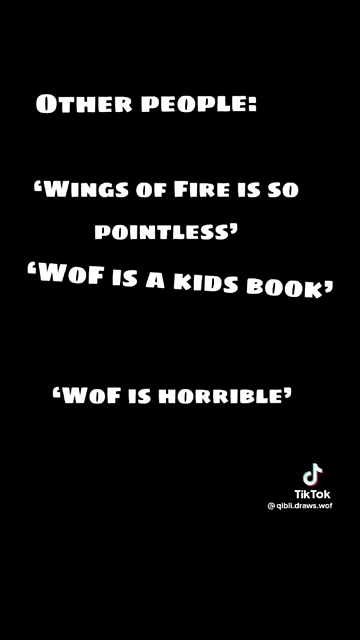 Other people:
‘Wings of Fire is so
pointless’
‘WoF is a kids book’
‘WoF is horrible’
TikTok
@qibli.draws.wof